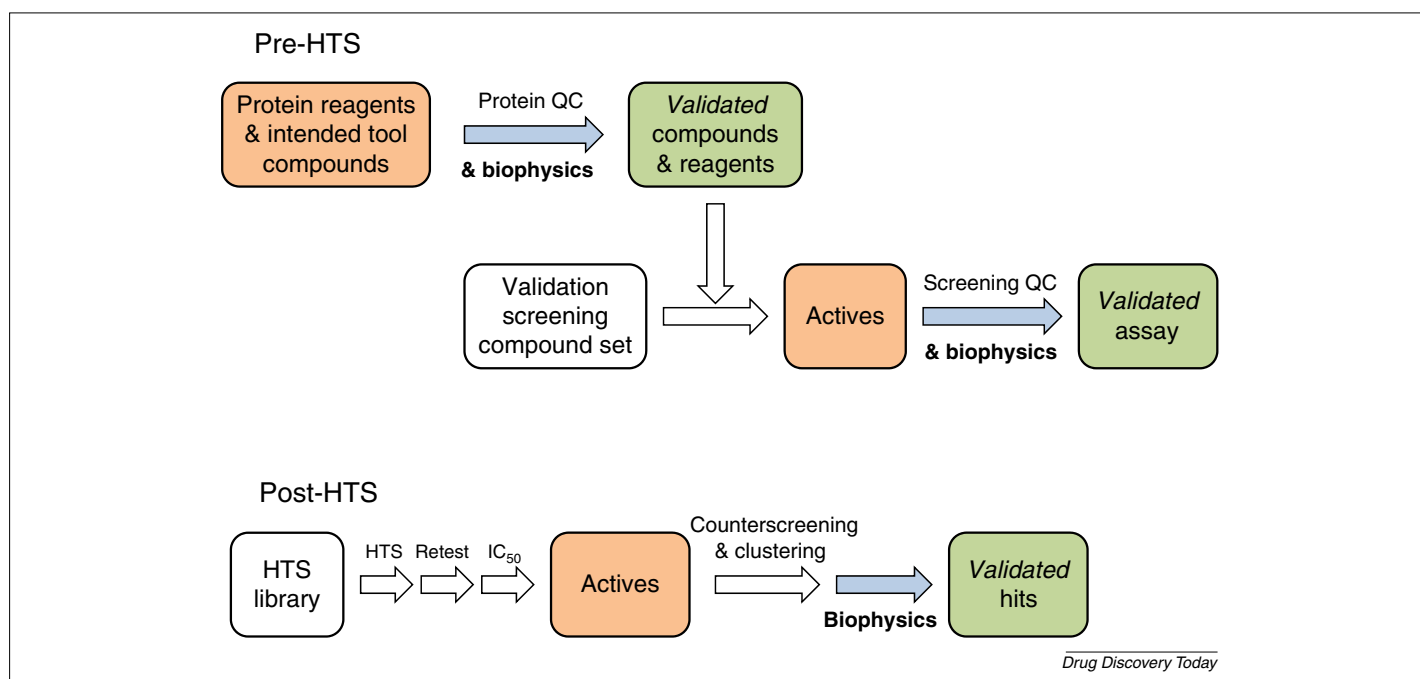 Pre-HTS
Protein reagents
& intended tool
compounds
Protein QC
& biophysics
Validated
compounds
& reagents
Validation
screening
compound set
Actives
Screening QC
& biophysics
Validated
assay
Post-HTS
HTS
library
HTS
Retest
IC50
Actives
Counterscreening
& clustering
Biophysics
Validated
hits
Drug Discovery Today